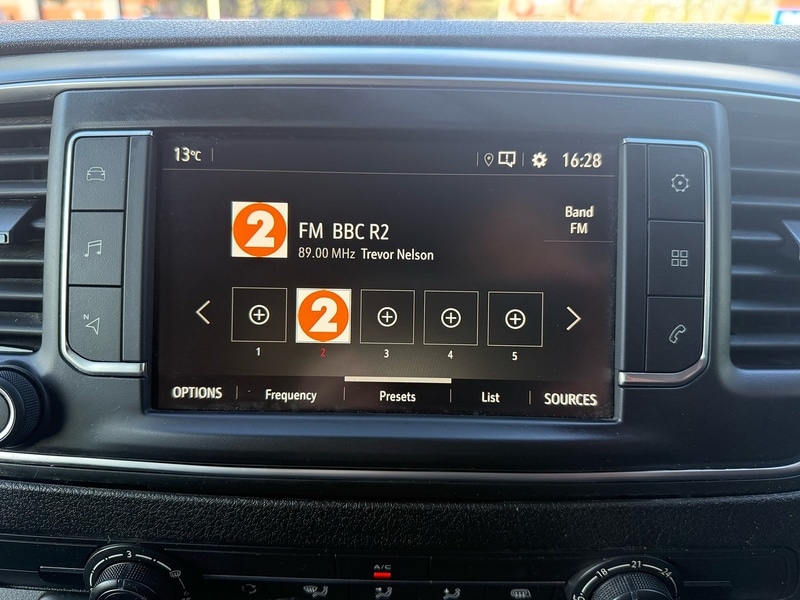 13°C
16:28
2
FM BBC R2
89.00 MHz Trevor Nelson
Band
FM
2
1 2 3 4 5
OPTIONS Frequency Presets List SOURCES
N
A/C
3
18 21 24